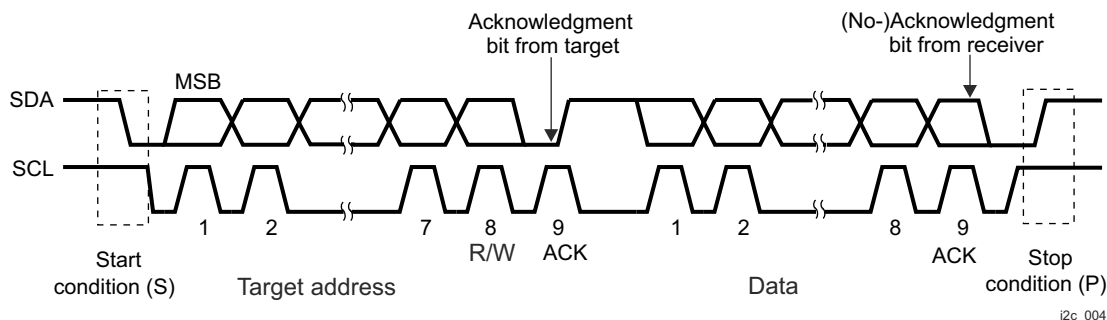 Acknowledgment
bit from target
(No-)Acknowledgment
bit from receiver
MSB
SDA
SCL
1
2
7
8
9
1
2
8
9
R/W
ACK
ACK
Start
condition (S)
Target address
Data
Stop
condition (P)
i2c_004